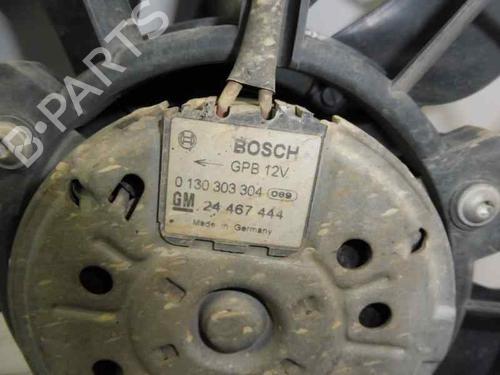 BOSCH
← GPB 12V
0 130 303 304 089
GM 24 467 444
Made in Germany
B-PARTS